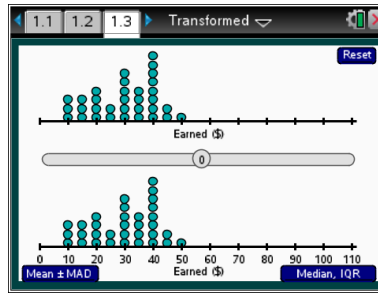 1.1 1.2 1.3 Transformed
Reset
Earned ($)
0
0 10 20 30 40 50 60 70 80 90 100 110
Earned ($)
Mean ± MAD
Median, IQR